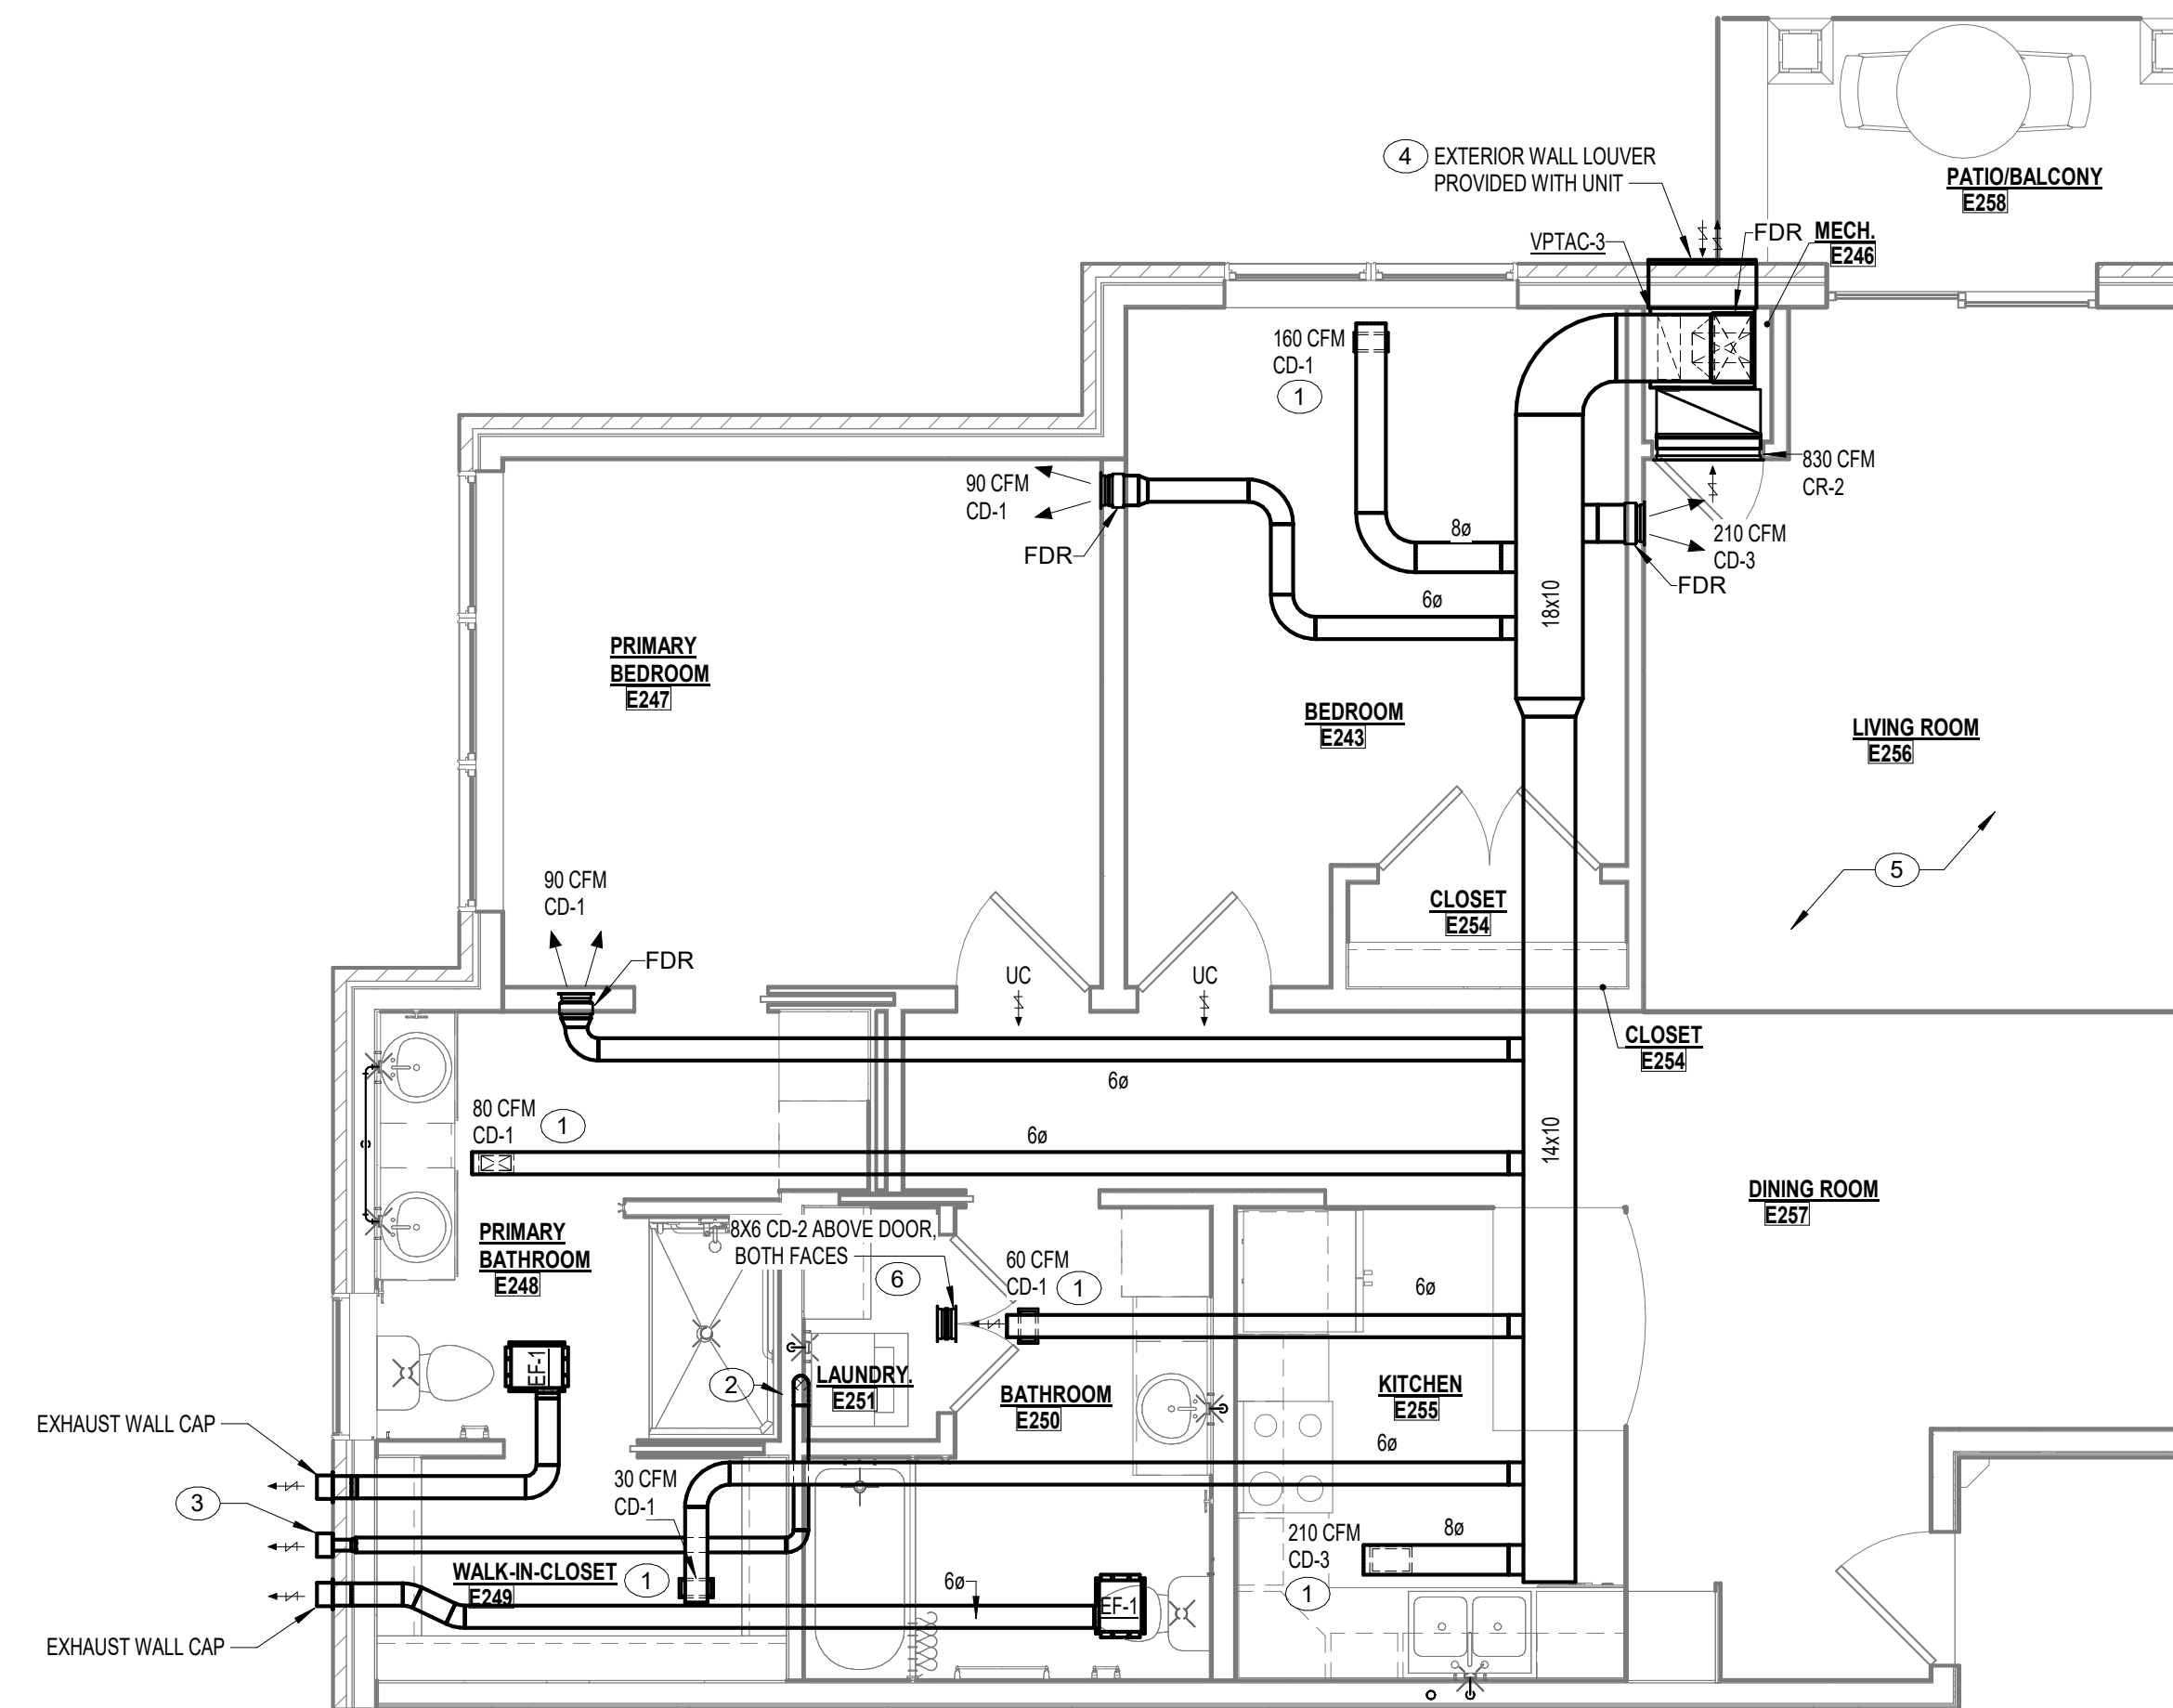 4
EXTERIOR WALL LOUVER
PROVIDED WITH UNIT
PATIO/BALCONY
E258
VPTAC-3
FDR
MECH.
E246
160 CFM
CD-1
1
90 CFM
CD-1
FDR
830 CFM
CR-2
210 CFM
CD-3
FDR
8ø
6ø
18x10
PRIMARY
BEDROOM
E247
BEDROOM
E243
LIVING ROOM
E256
5
90 CFM
CD-1
FDR
CLOSET
E254
UC
UC
CLOSET
E254
6ø
80 CFM
CD-1
1
6ø
14x10
DINING ROOM
E257
PRIMARY
BATHROOM
E248
8X6 CD-2 ABOVE DOOR,
BOTH FACES
6
60 CFM
CD-1
1
6ø
EF-1
2
LAUNDRY.
E251
BATHROOM
E250
KITCHEN
E255
EXHAUST WALL CAP
6ø
30 CFM
CD-1
3
210 CFM
CD-3
1
8ø
WALK-IN-CLOSET
E249
1
6ø
EF-1
EXHAUST WALL CAP